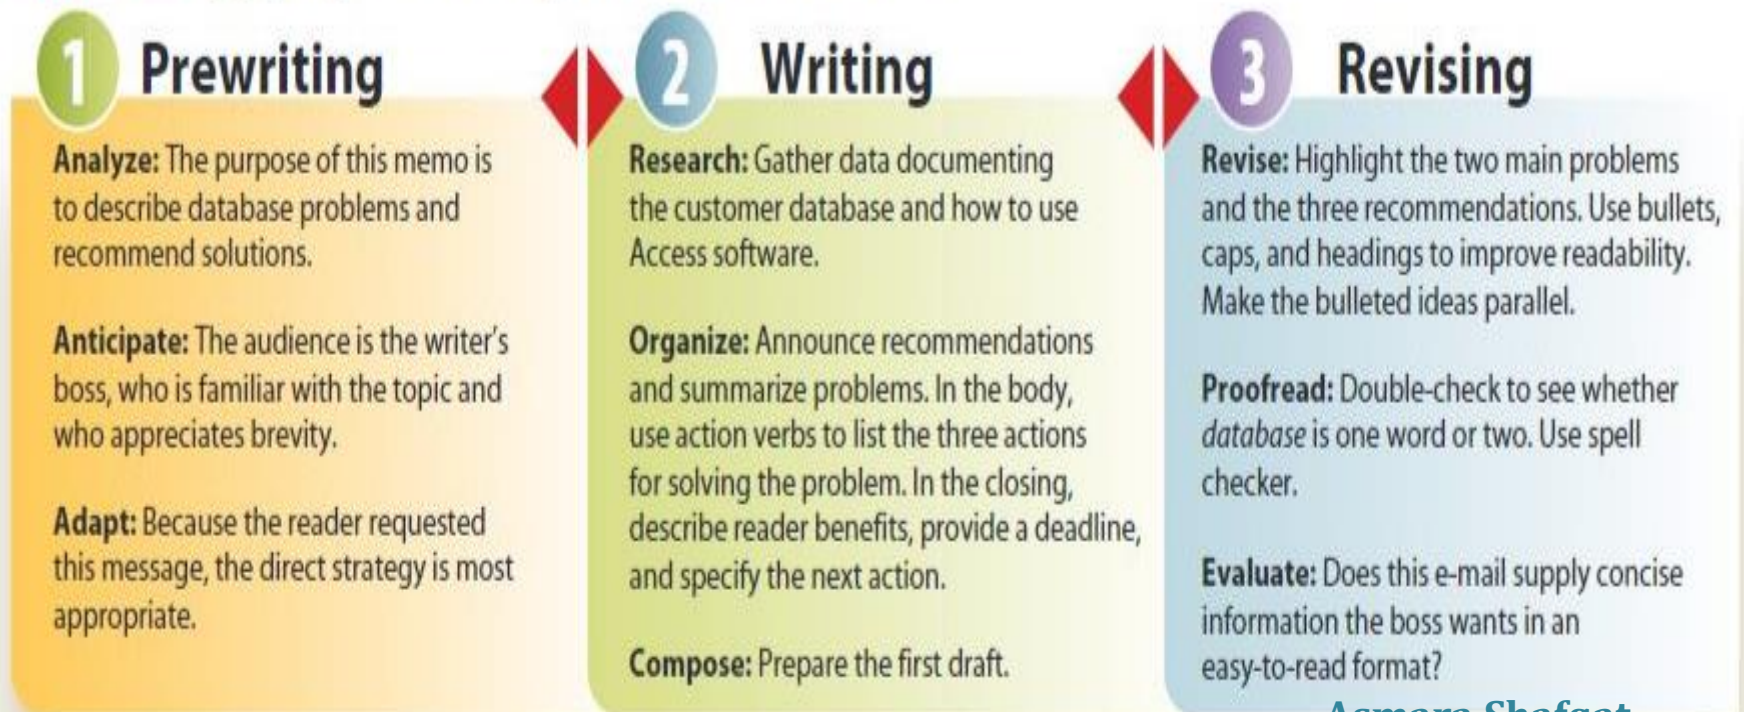 1 Prewriting
Analyze: The purpose of this memo is
to describe database problems and
recommend solutions.
Anticipate: The audience is the writer's
boss, who is familiar with the topic and
who appreciates brevity.
Adapt: Because the reader requested
this message, the direct strategy is most
appropriate.
2 Writing
Research: Gather data documenting
the customer database and how to use
Access software.
Organize: Announce recommendations
and summarize problems. In the body,
use action verbs to list the three actions
for solving the problem. In the closing,
describe reader benefits, provide a deadline,
and specify the next action.
Compose: Prepare the first draft.
3 Revising
Revise: Highlight the two main problems
and the three recommendations. Use bullets,
caps, and headings to improve readability.
Make the bulleted ideas parallel.
Proofread: Double-check to see whether
database is one word or two. Use spell
checker.
Evaluate: Does this e-mail supply concise
information the boss wants in an
easy-to-read format?
Asmara Shafqat